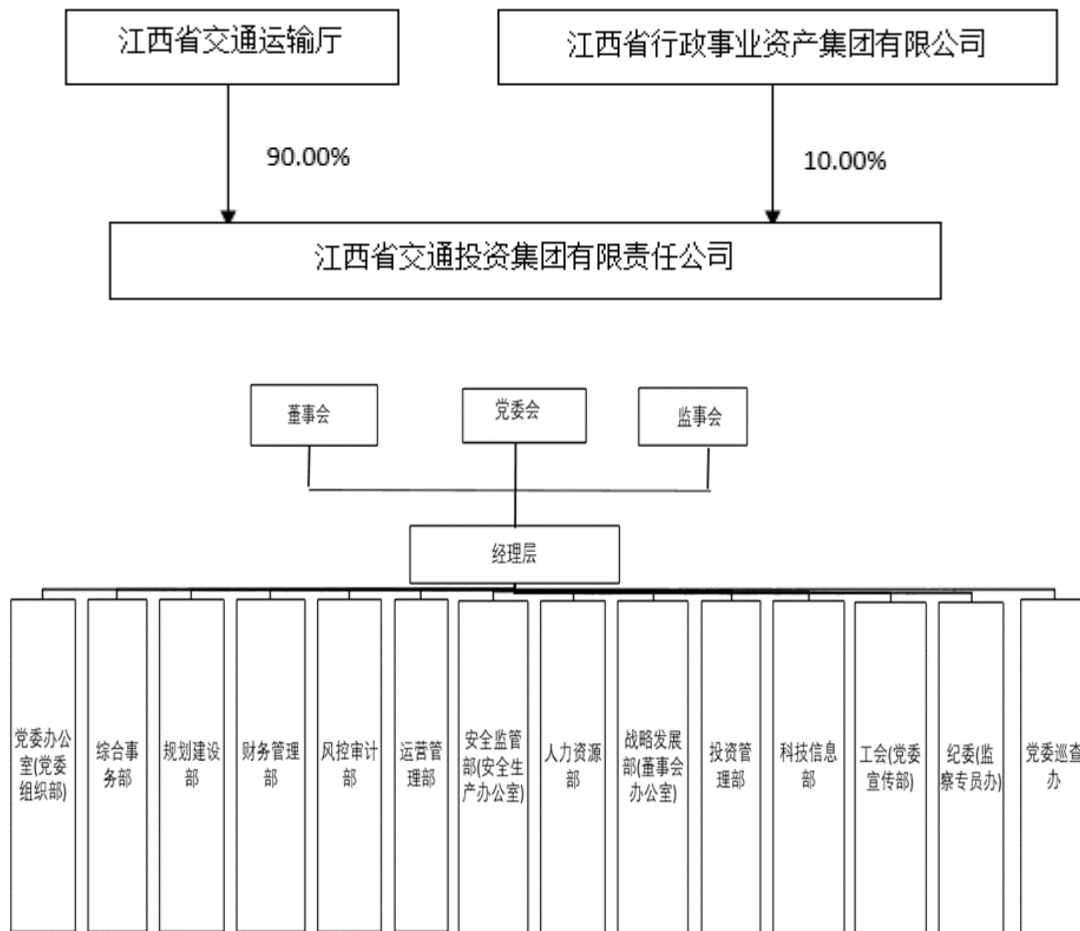 江西省交通运输厅
江西省行政事业资产集团有限公司
90.00%
10.00%
江西省交通投资集团有限责任公司
董事会
党委会
监事会
经理层
党委办公
室(党委
组织部)
综合事
务部
规划建设
部
财务管理
部
风控审计
部
运营管
理部
安全监管
部(安全生
产办公室)
人力资源
部
战略发展
部(董事会
办公室)
投资管
理部
科技信息
部
工会(党委
宣传部)
纪委(监
察专员办)
党委巡查
办